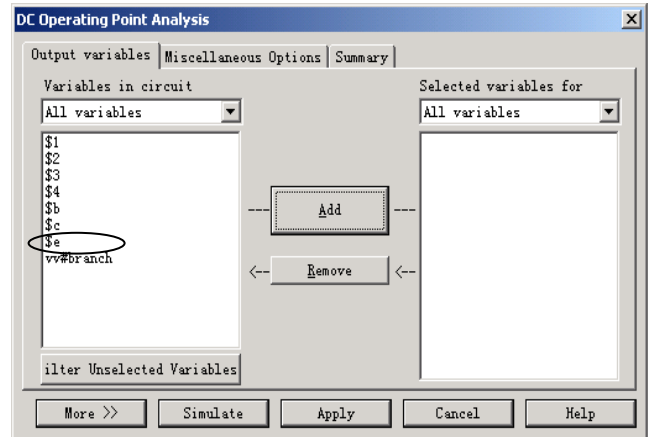 DC Operating Point Analysis
Output variables Miscellaneous Options Summary
Variables in circuit Selected variables for
All variables All variables
$1
$2
$3
$4
$b
$c
$e
vv#branch
--- Add ---
<-- Remove <--
ilter Unselected Variables
More >> Simulate Apply Cancel Help